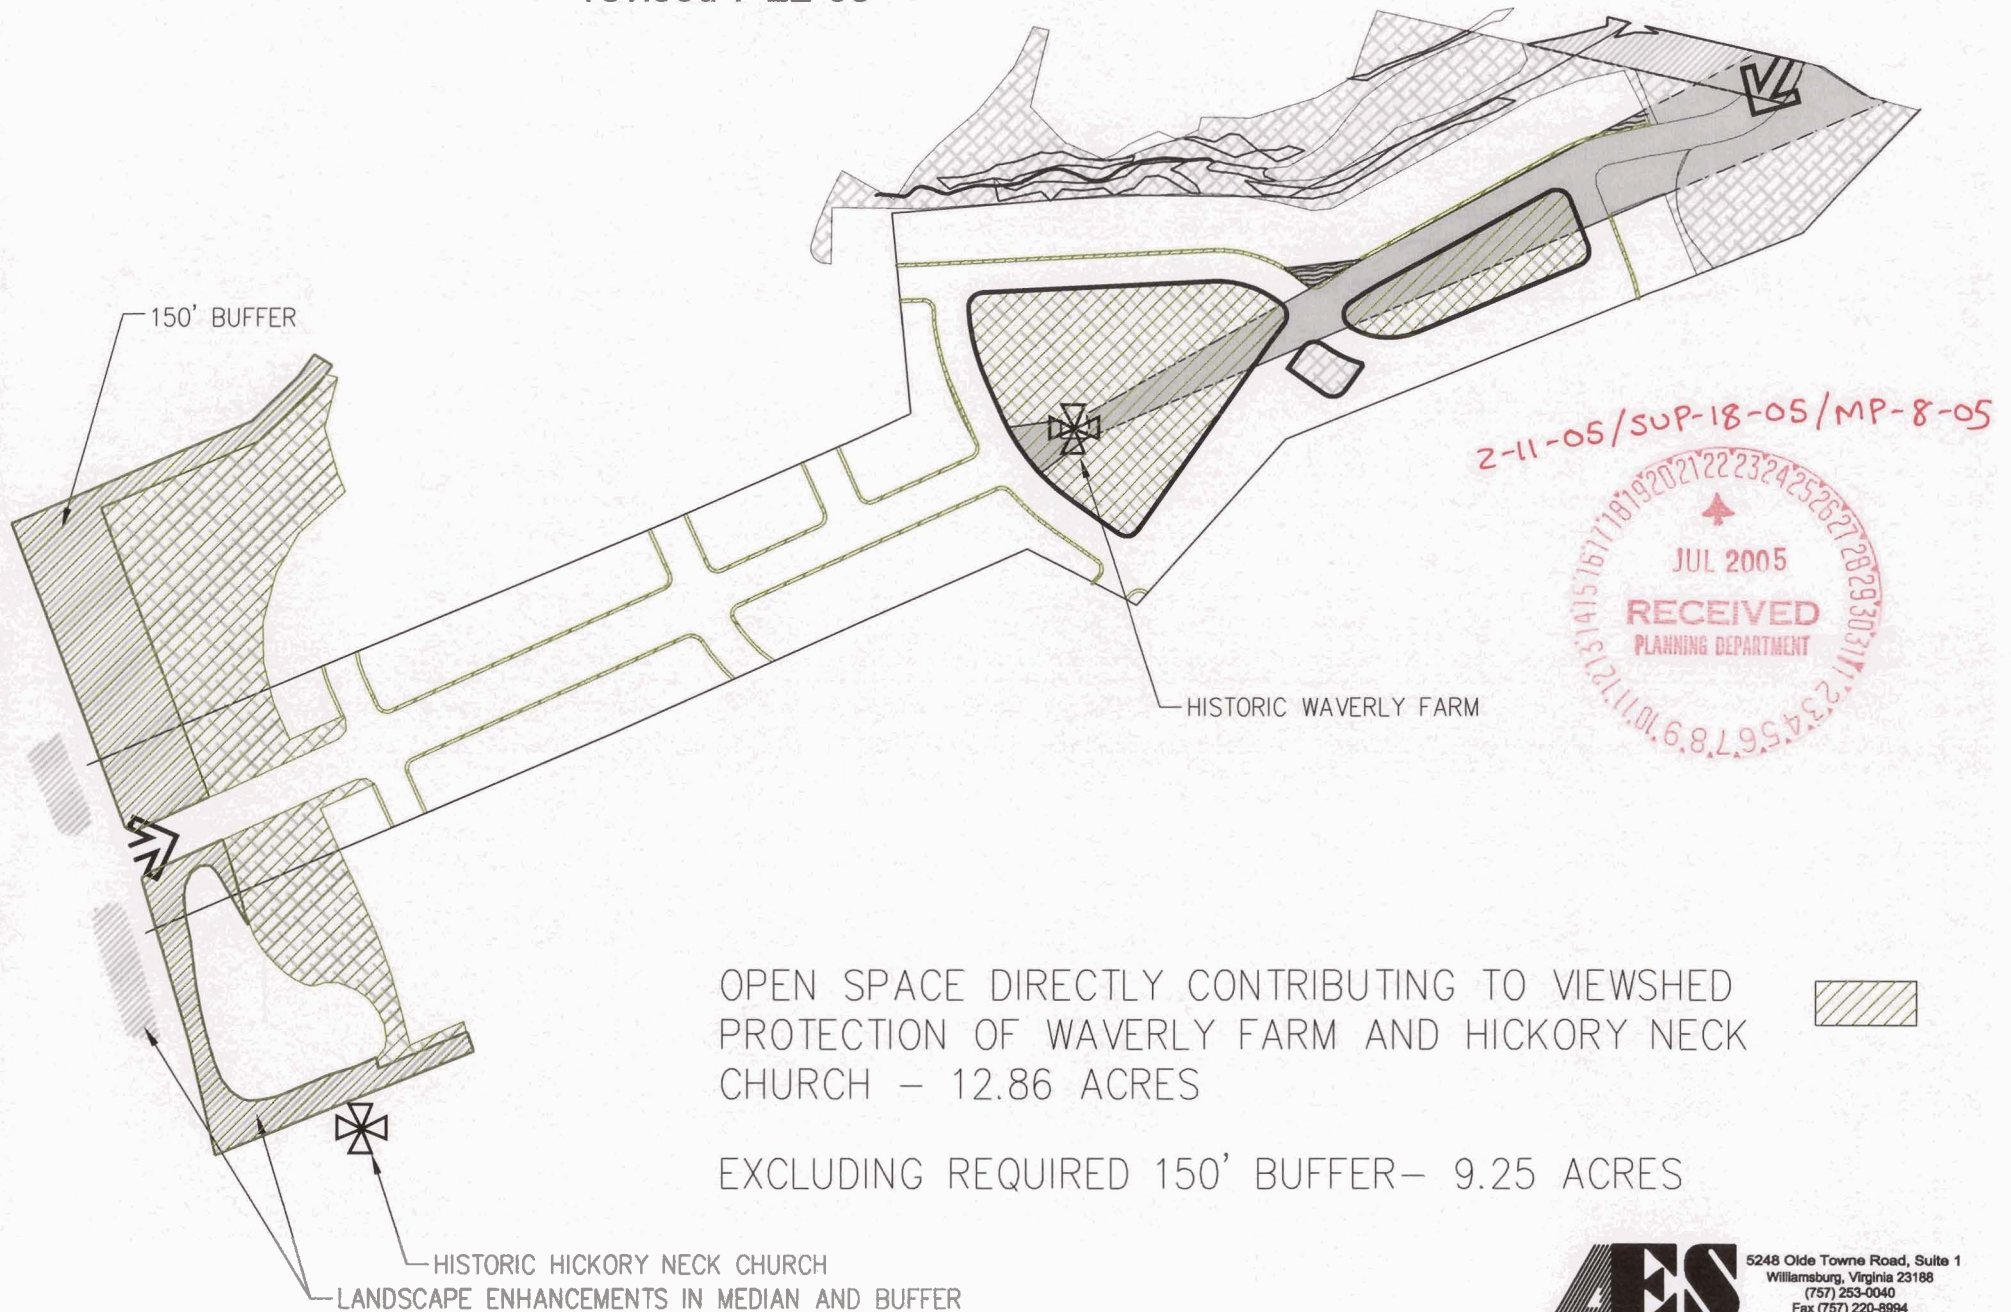 150' BUFFER
2-11-05/SUP-18-05/MP-8-05
JUL 2005
RECEIVED
PLANNING DEPARTMENT
HISTORIC WAVERLY FARM
OPEN SPACE DIRECTLY CONTRIBUTING TO VIEWSHED
PROTECTION OF WAVERLY FARM AND HICKORY NECK
CHURCH – 12.86 ACRES
EXCLUDING REQUIRED 150' BUFFER– 9.25 ACRES
HISTORIC HICKORY NECK CHURCH
LANDSCAPE ENHANCEMENTS IN MEDIAN AND BUFFER
AES
5248 Olde Towne Road, Suite 1
Williamsburg, Virginia 23188
(757) 253-0040
Fax (757) 220-8994